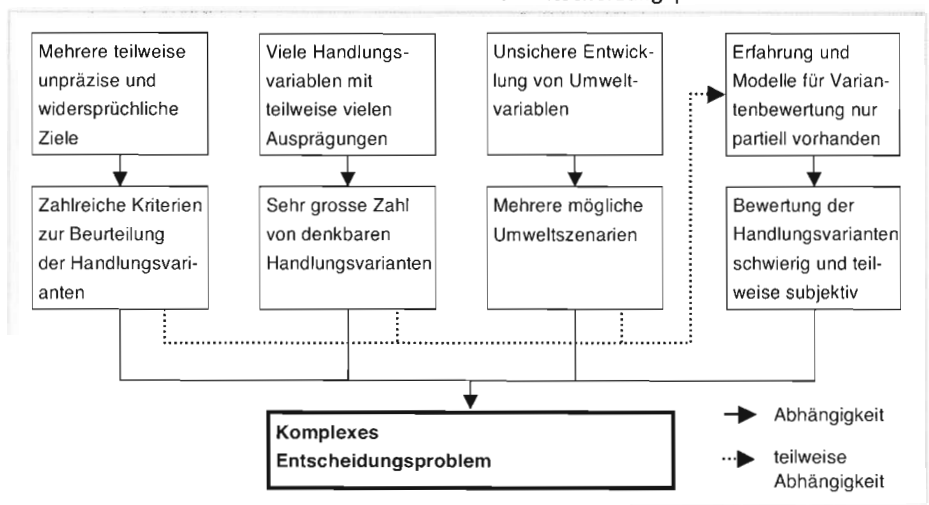 Mehrere teilweise
unpräzise und
widersprüchliche
Ziele
Viele Handlungs-
variablen mit
teilweise vielen
Ausprägungen
Unsichere Entwick-
lung von Umwelt-
variablen
Erfahrung und
Modelle für Varian-
tenbewertung nur
partiell vorhanden
Zahlreiche Kriterien
zur Beurteilung
der Handlungsvari-
anten
Sehr grosse Zahl
von denkbaren
Handlungsvarianten
Mehrere mögliche
Umweltszenarien
Bewertung der
Handlungsvarianten
schwierig und teil-
weise subjektiv
Komplexes
Entscheidungsproblem
Abhängigkeit
teilweise
Abhängigkeit